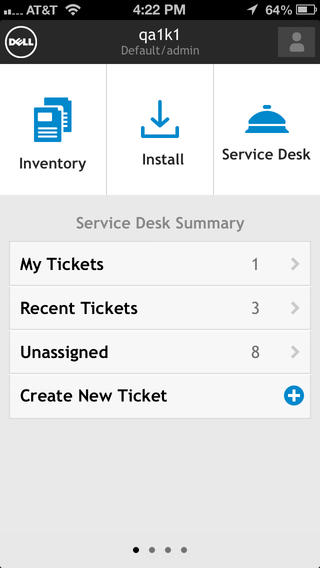 AT&T 4:22 PM 64%
DELL
qa1k1
Default/admin
Inventory
Install
Service Desk
Service Desk Summary
My Tickets 1
Recent Tickets 3
Unassigned 8
Create New Ticket